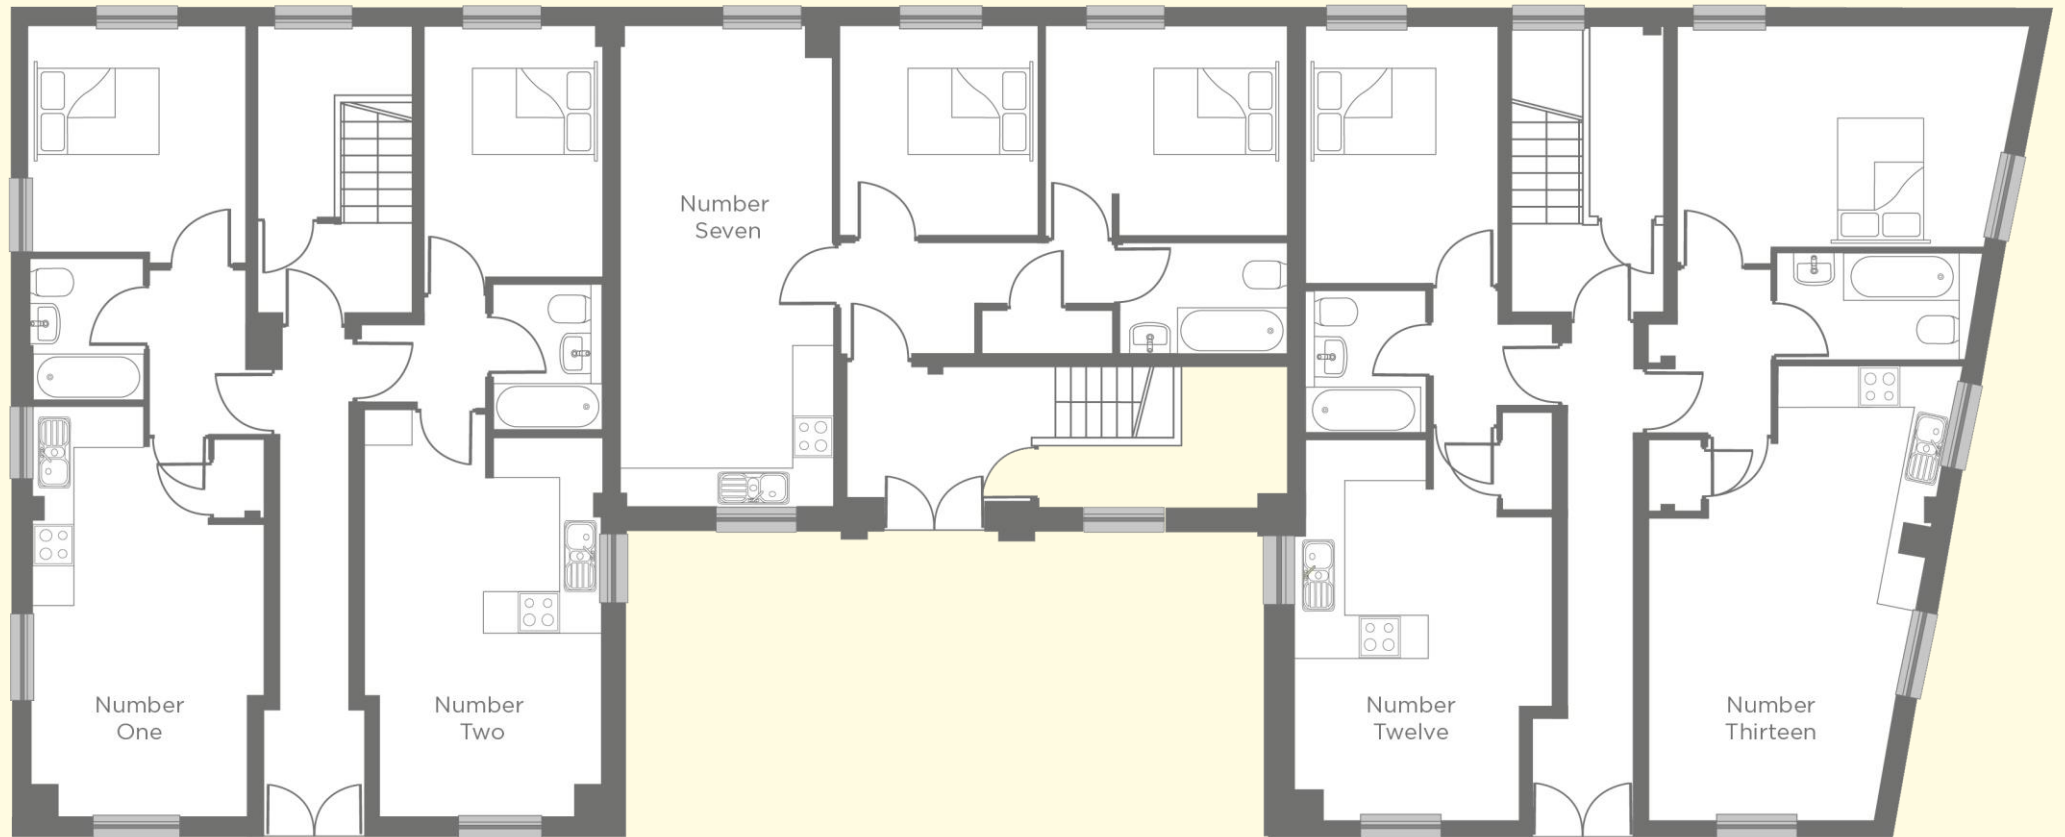 Number
Seven
Number
One
Number
Two
Number
Twelve
Number
Thirteen